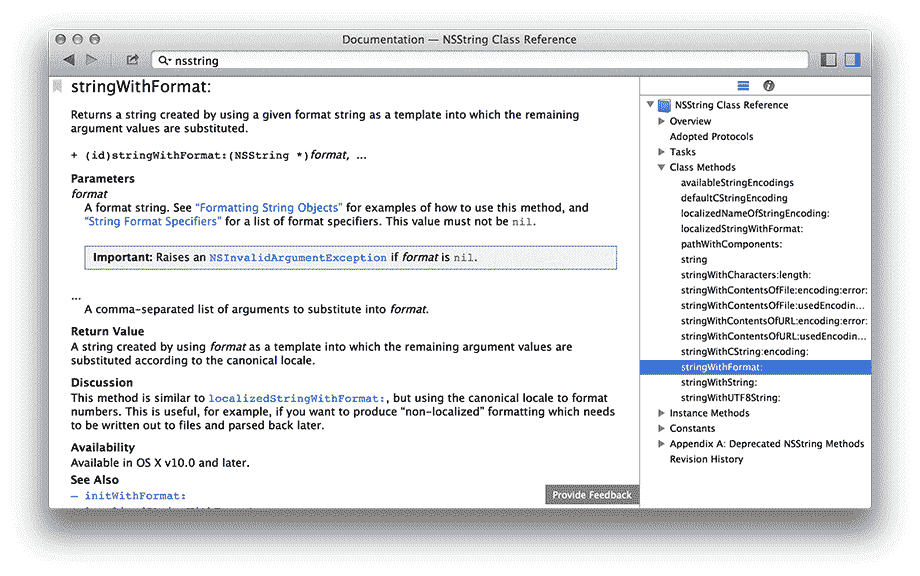 Documentation — NSString Class Reference
nsstring
stringWithFormat:
Returns a string created by using a given format string as a template into which the remaining
argument values are substituted.
+ (id)stringWithFormat:(NSString *)format, ...
Parameters
format
A format string. See “Formatting String Objects” for examples of how to use this method, and
“String Format Specifiers” for a list of format specifiers. This value must not be nil.
Important: Raises an NSInvalidArgumentException if format is nil.
...
A comma-separated list of arguments to substitute into format.
Return Value
A string created by using format as a template into which the remaining argument values are
substituted according to the canonical locale.
Discussion
This method is similar to localizedStringWithFormat:, but using the canonical locale to format
numbers. This is useful, for example, if you want to produce “non-localized” formatting which needs
to be written out to files and parsed back later.
Availability
Available in OS X v10.0 and later.
See Also
– initWithFormat:
Provide Feedback
NSString Class Reference
Overview
Adopted Protocols
Tasks
Class Methods
availableStringEncodings
defaultCStringEncoding
localizedNameOfStringEncoding:
localizedStringWithFormat:
pathWithComponents:
string
stringWithCharacters:length:
stringWithContentsOfFile:encoding:error:
stringWithContentsOfFile:usedEncodin...
stringWithContentsOfURL:encoding:error:
stringWithContentsOfURL:usedEncodin...
stringWithCString:encoding:
stringWithFormat:
stringWithString:
stringWithUTF8String:
Instance Methods
Constants
Appendix A: Deprecated NSString Methods
Revision History